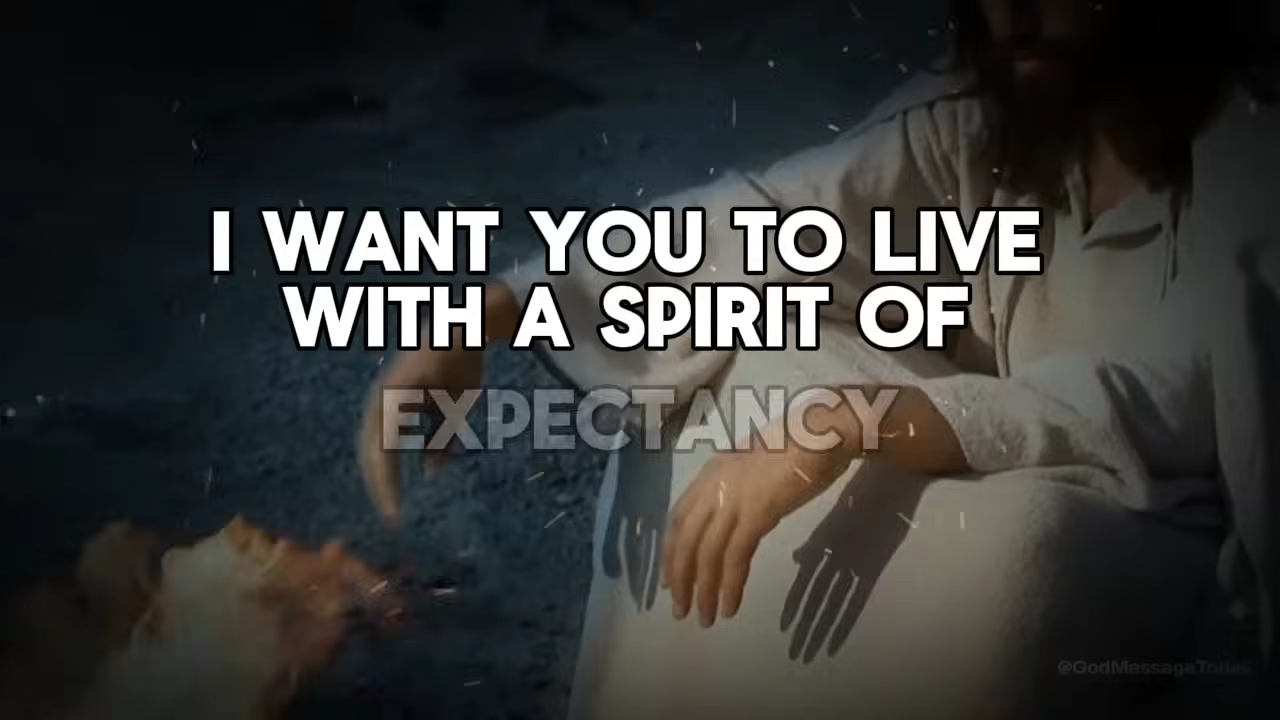 I WANT YOU TO LIVE
WITH A SPIRIT OF
EXPECTANCY
@GodMessageToday